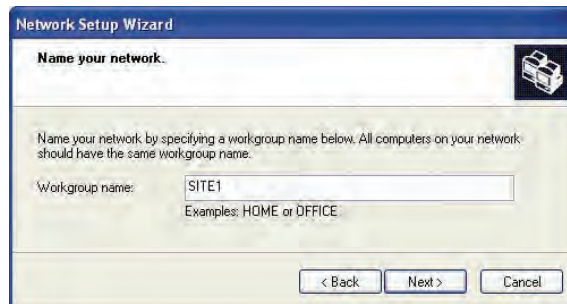 Network Setup Wizard
Name your network.
Name your network by specifying a workgroup name below. All computers on your network
should have the same workgroup name.
Workgroup name: SITE1
Examples: HOME or OFFICE
< Back Next > Cancel